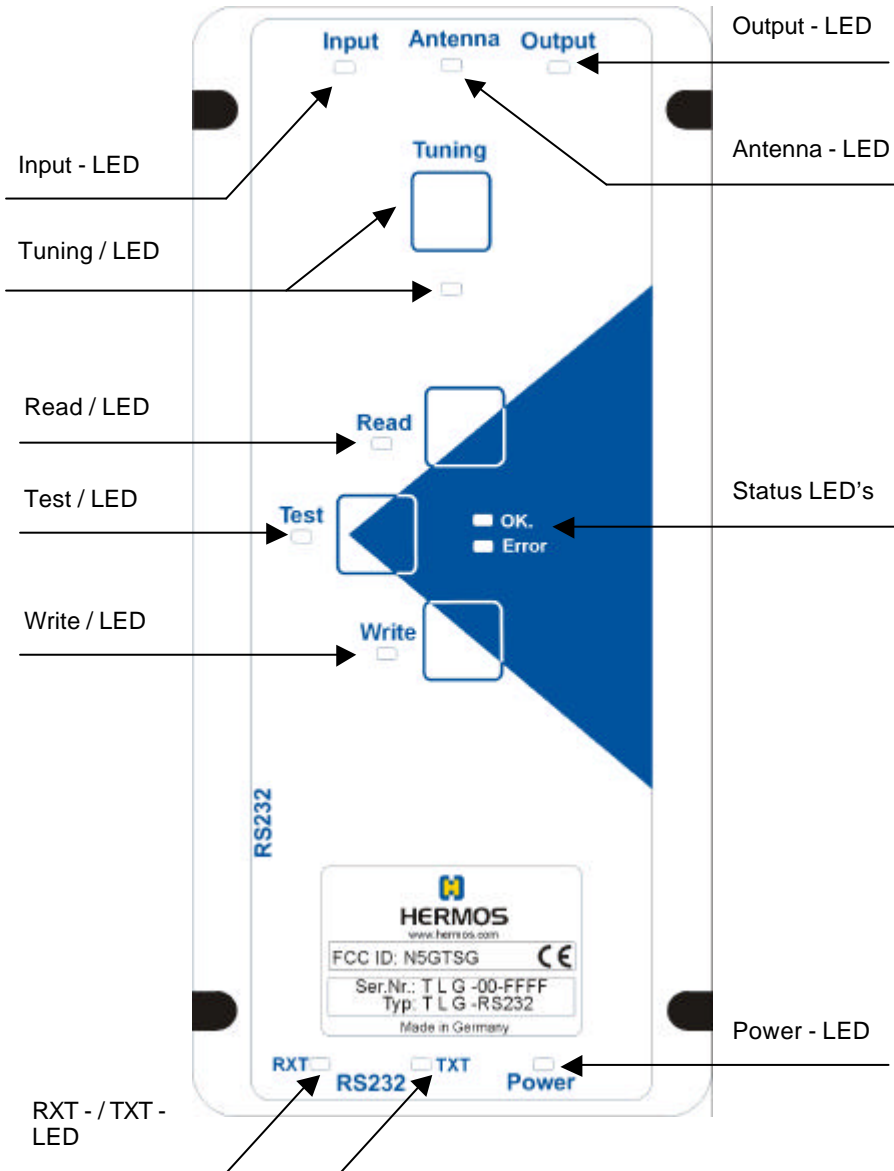 Output - LED
Input Antenna Output
Input - LED
Antenna - LED
Tuning
Tuning / LED
Read / LED
Read
Test / LED
Test
OK.
Error
Status LED's
Write / LED
Write
RS232
HERMOS
www.hermos.com
FCC ID: N5GTSG CE
Ser.Nr.: T L G -00-FFFF
Typ: T L G -RS232
Made in Germany
Power - LED
RXT TXT
RS232 Power
RXT - / TXT -
LED